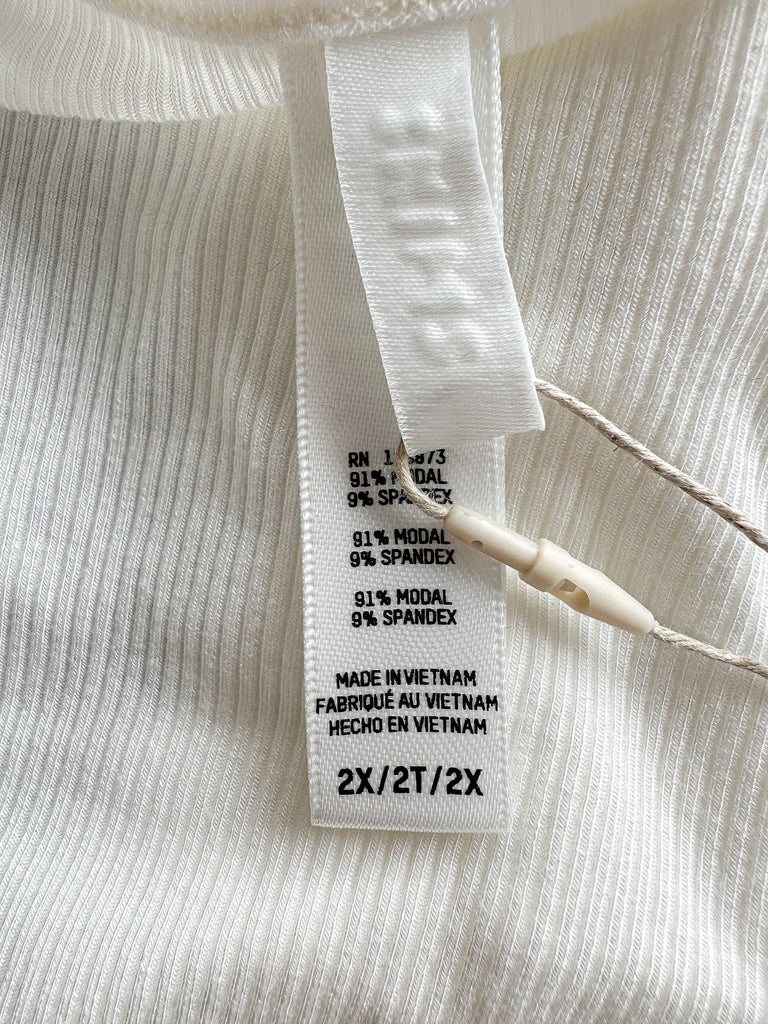 SKIMS
RN
91% MODAL
9% SPANDEX
91% MODAL
9% SPANDEX
91% MODAL
9% SPANDEX
MADE IN VIETNAM
FABRIQUÉ AU VIETNAM
HECHO EN VIETNAM
2X/2T/2X